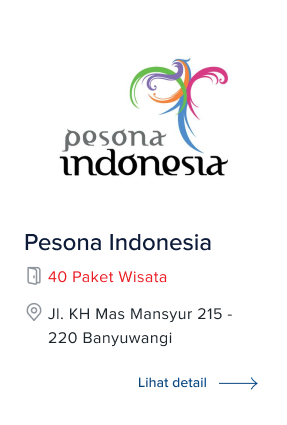 pesona
indonesia
Pesona Indonesia
40 Paket Wisata
Jl. KH Mas Mansyur 215 -
220 Banyuwangi
Lihat detail